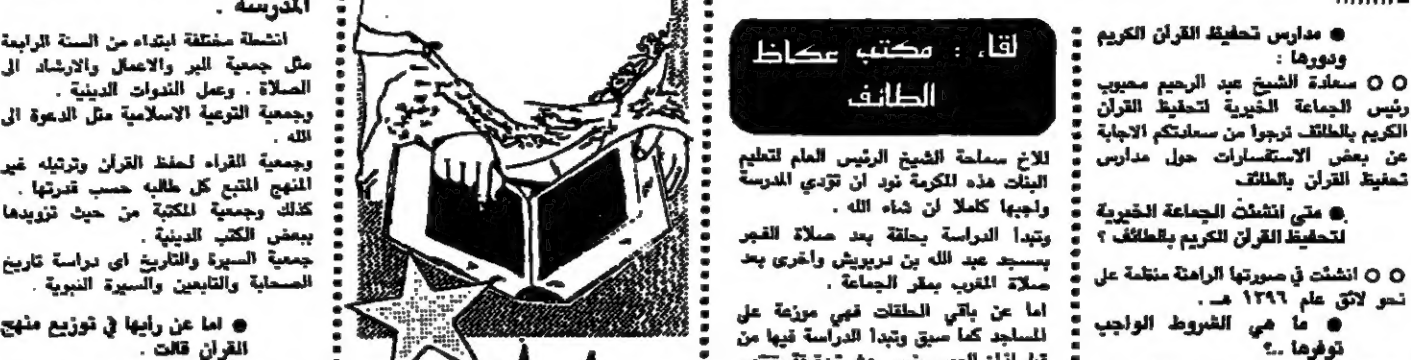 ● مدارس تحفيظ القرآن الكريم
ودورها :
○ ○ سعادة الشيخ عبد الرحيم محبوب
رئيس الجماعة الخيرية لتحفيظ القرآن
الكريم بالطائف نرجوا من سعادتكم الاجابة
عن بعض الاستفسارات حول مدارس
تحفيظ القرآن بالطائف
● متى انشئت الجماعة الخيرية
لتحفيظ القرآن الكريم بالطائف ؟
○ ○ انشئت في صورتها الراهنة منظمة على
نحو لائق عام ١٣٩٦ هـ .
● ما هي الشروط الواجب
توفرها ..؟
لقاء : مكتب عكاظ
الطائف
للاخ سماحة الشيخ الرئيس العام لتعليم
البنات هذه المكرمة نود ان تؤدي المدرسة
واجبها كاملا ان شاء الله .
وتبدأ الدراسة بحلقة بعد صلاة الفجر
بمسجد عبد الله بن درويش واخرى بعد
صلاة المغرب بمقر الجماعة .
اما عن باقي الحلقات فهي موزعة على
المساجد كما سبق وتبدأ الدراسة فيها من
المدرسة .
انشطة مختلفة ابتداء من السنة الرابعة
مثل جمعية البر والاعمال والارشاد الى
الصلاة . وعمل الندوات الدينية .
وجمعية التوعية الاسلامية مثل الدعوة الى
الله .
وجمعية القراء لحفظ القرآن وترتيله غير
المنهج المتبع كل طالبه حسب قدرتها .
كذلك وجمعية المكتبة من حيث تزويدها
ببعض الكتب الدينية .
جمعية السيرة والتاريخ اى دراسة تاريخ
الصحابة والتابعين والسيرة النبوية .
● اما عن رأيها في توزيع منهج
القرآن قالت .